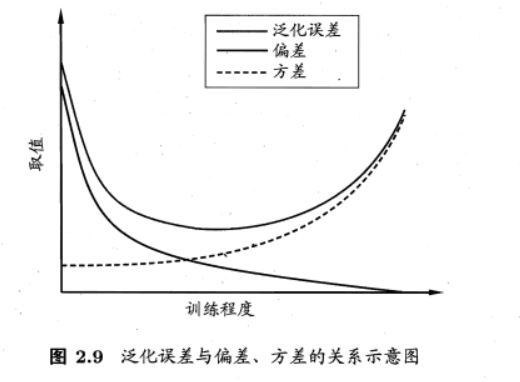 泛化误差
偏差
方差
取值
训练程度
图 2.9 泛化误差与偏差、方差的关系示意图